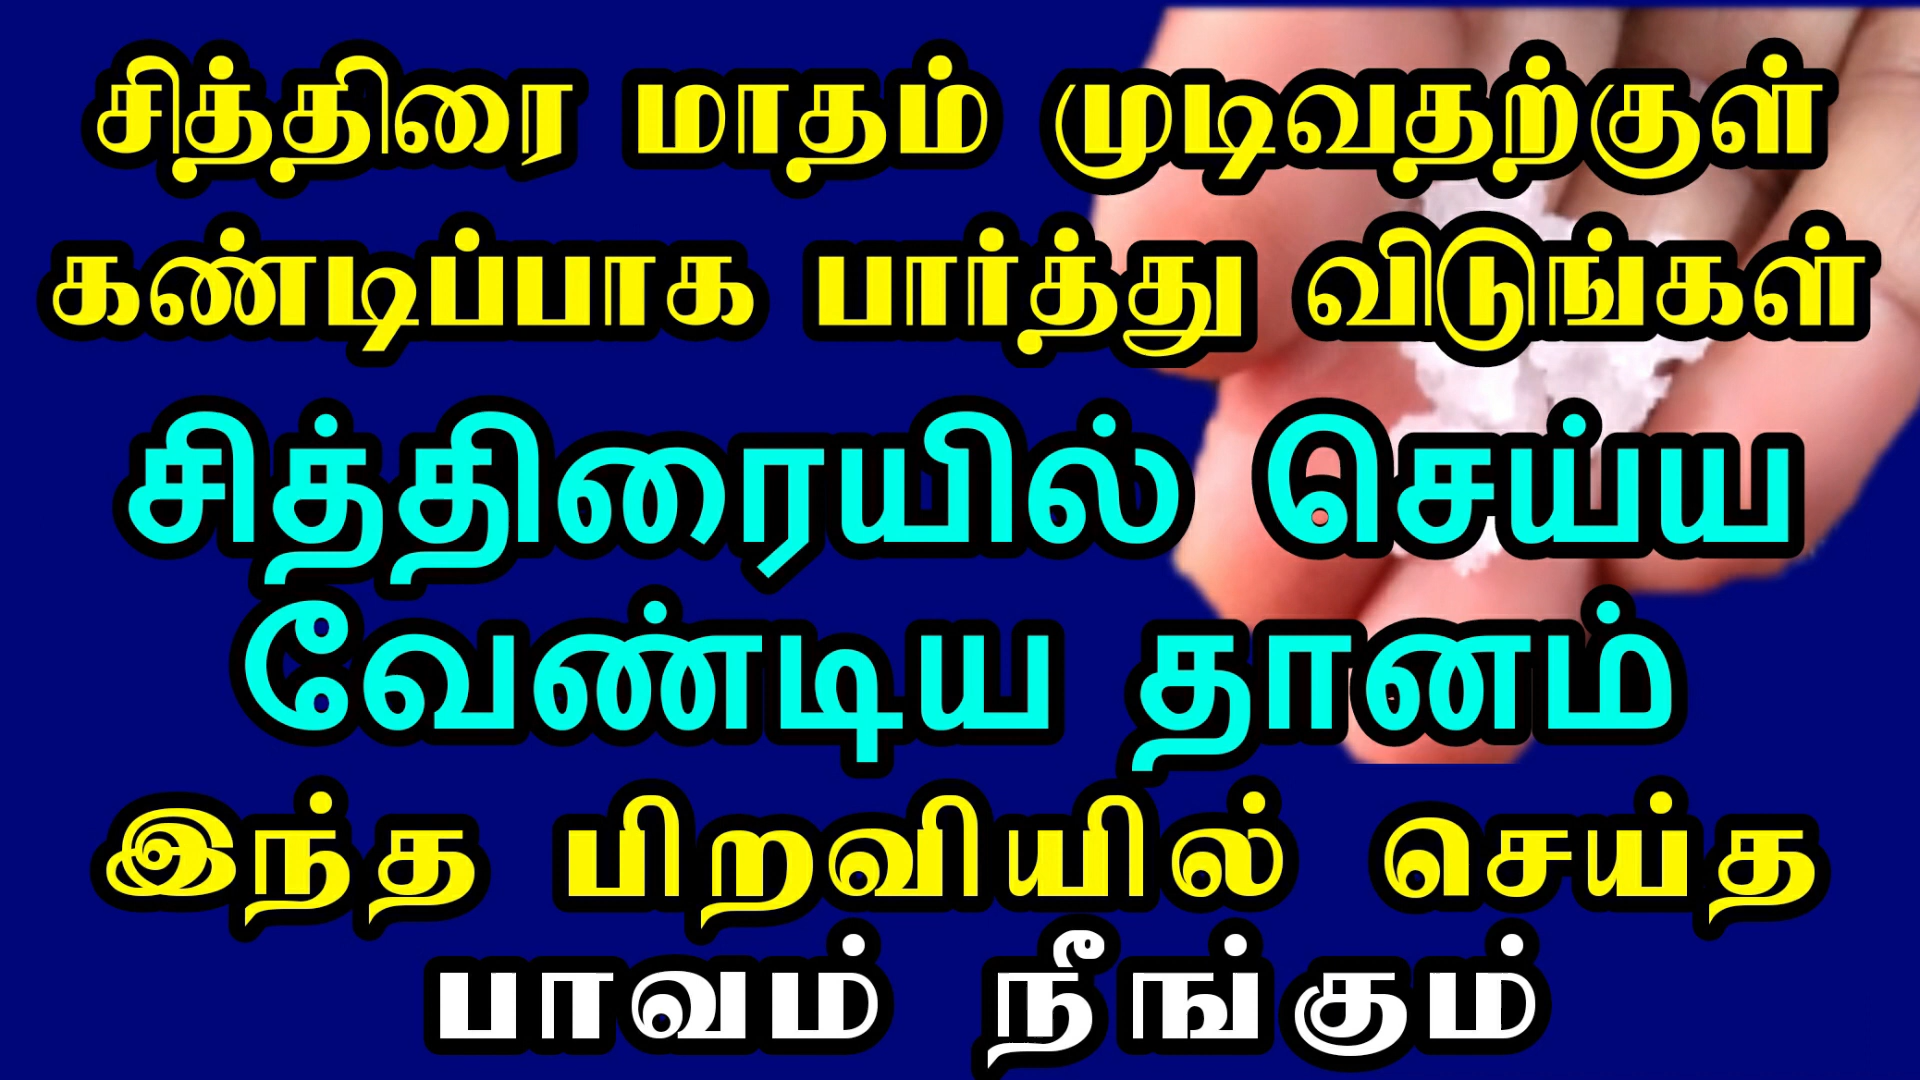 சித்திரை மாதம் முடிவதற்குள்
கண்டிப்பாக பார்த்து விடுங்கள்
சித்திரையில் செய்ய
வேண்டிய தானம்
இந்த பிறவியில் செய்த
பாவம் நீங்கும்